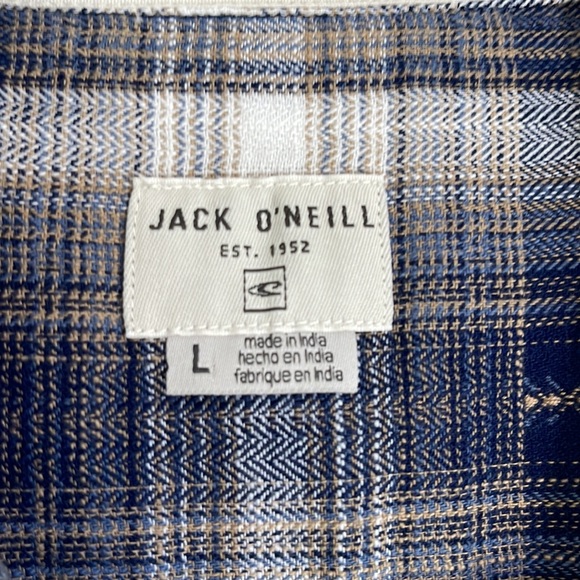 JACK O'NEILL
EST. 1952
L
made in India
hecho en India
fabrique en India